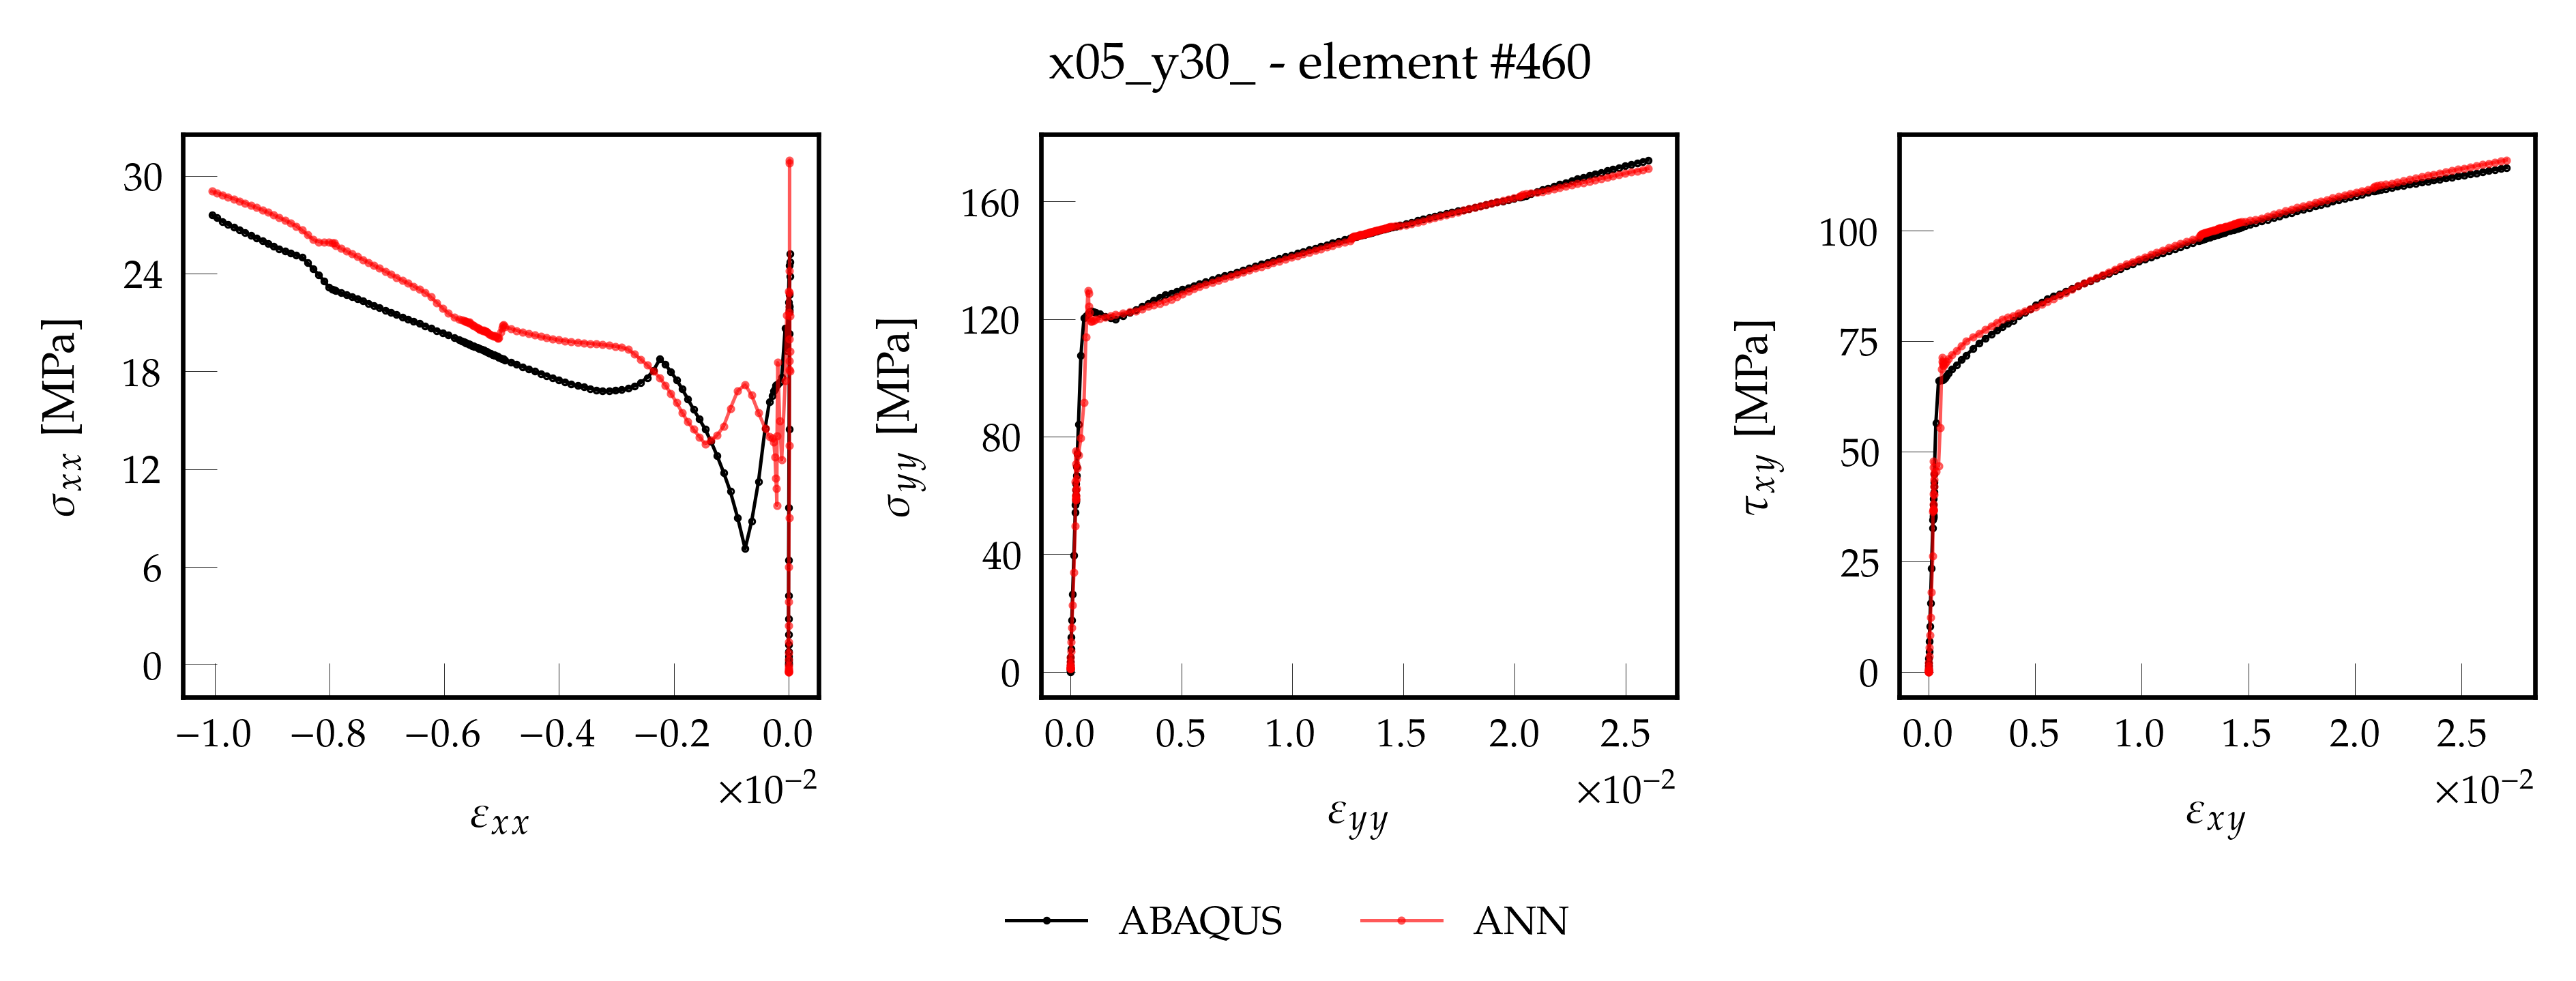 x05_y30_ - element #460
σxx [MPa]
30
24
18
12
6
0
−1.0 −0.8 −0.6 −0.4 −0.2 0.0
×10−2
εxx
σyy [MPa]
160
120
80
40
0
0.0 0.5 1.0 1.5 2.0 2.5
×10−2
εyy
τxy [MPa]
100
75
50
25
0
0.0 0.5 1.0 1.5 2.0 2.5
×10−2
εxy
ABAQUS ANN